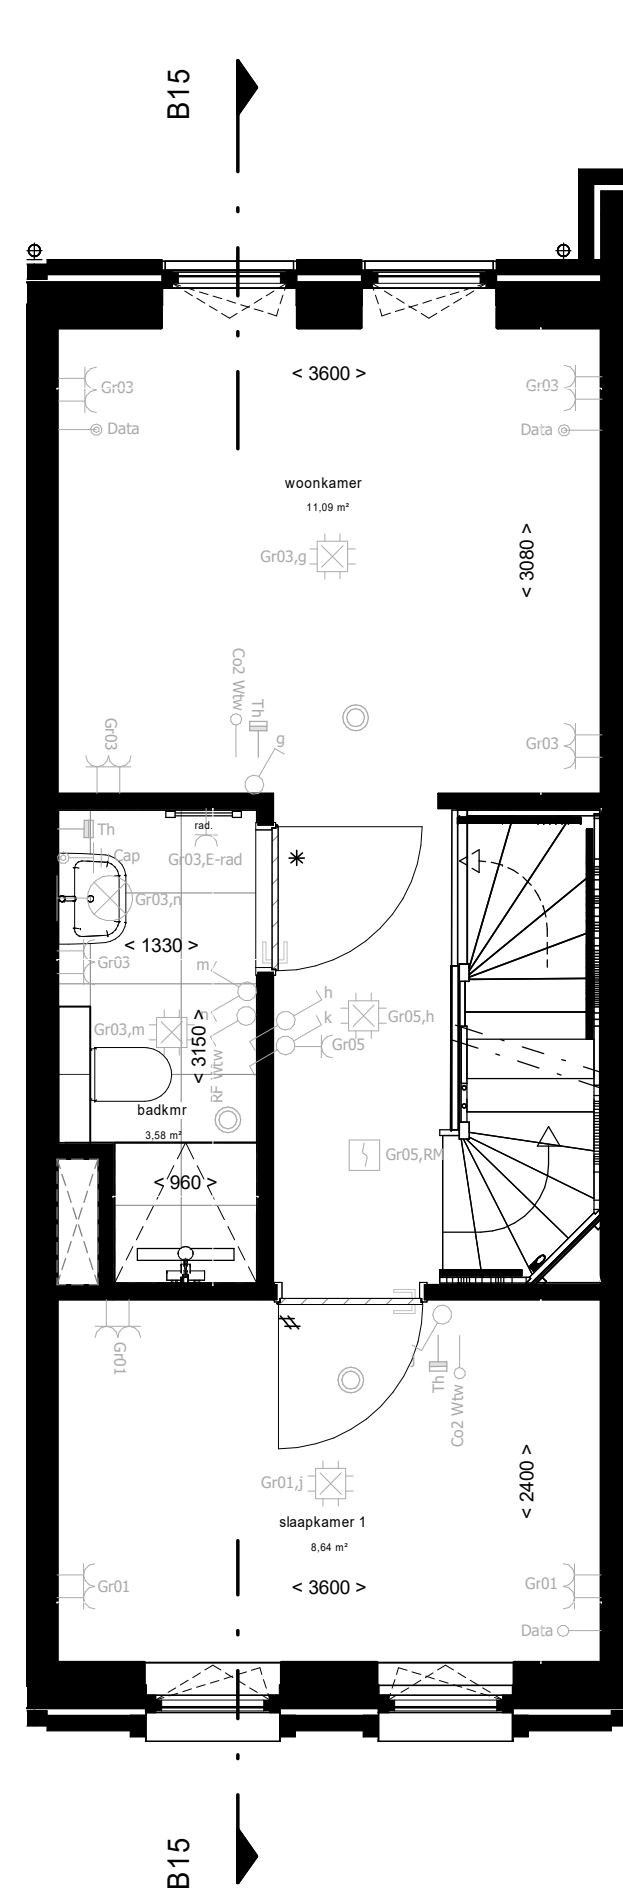 B15
< 3600 >
Gr03
Gr03
Data
Data
woonkamer
11,09 m²
< 3080 >
Gr03,g
Co2 Wtw
Th
g
Gr03
Gr03
rad.
Th
Cap
Gr03,E-rad
Gr03,n
< 1330 >
Gr03
m
h
n
k
Gr03,m
Gr05,h
Gr05
< 3150 >
RF Wtw
badkmr
3,58 m²
Gr05,RM
< 960 >
Gr01
j
Th
Co2 Wtw
Gr01,j
< 2400 >
slaapkamer 1
8,64 m²
Gr01
< 3600 >
Gr01
Data
B15